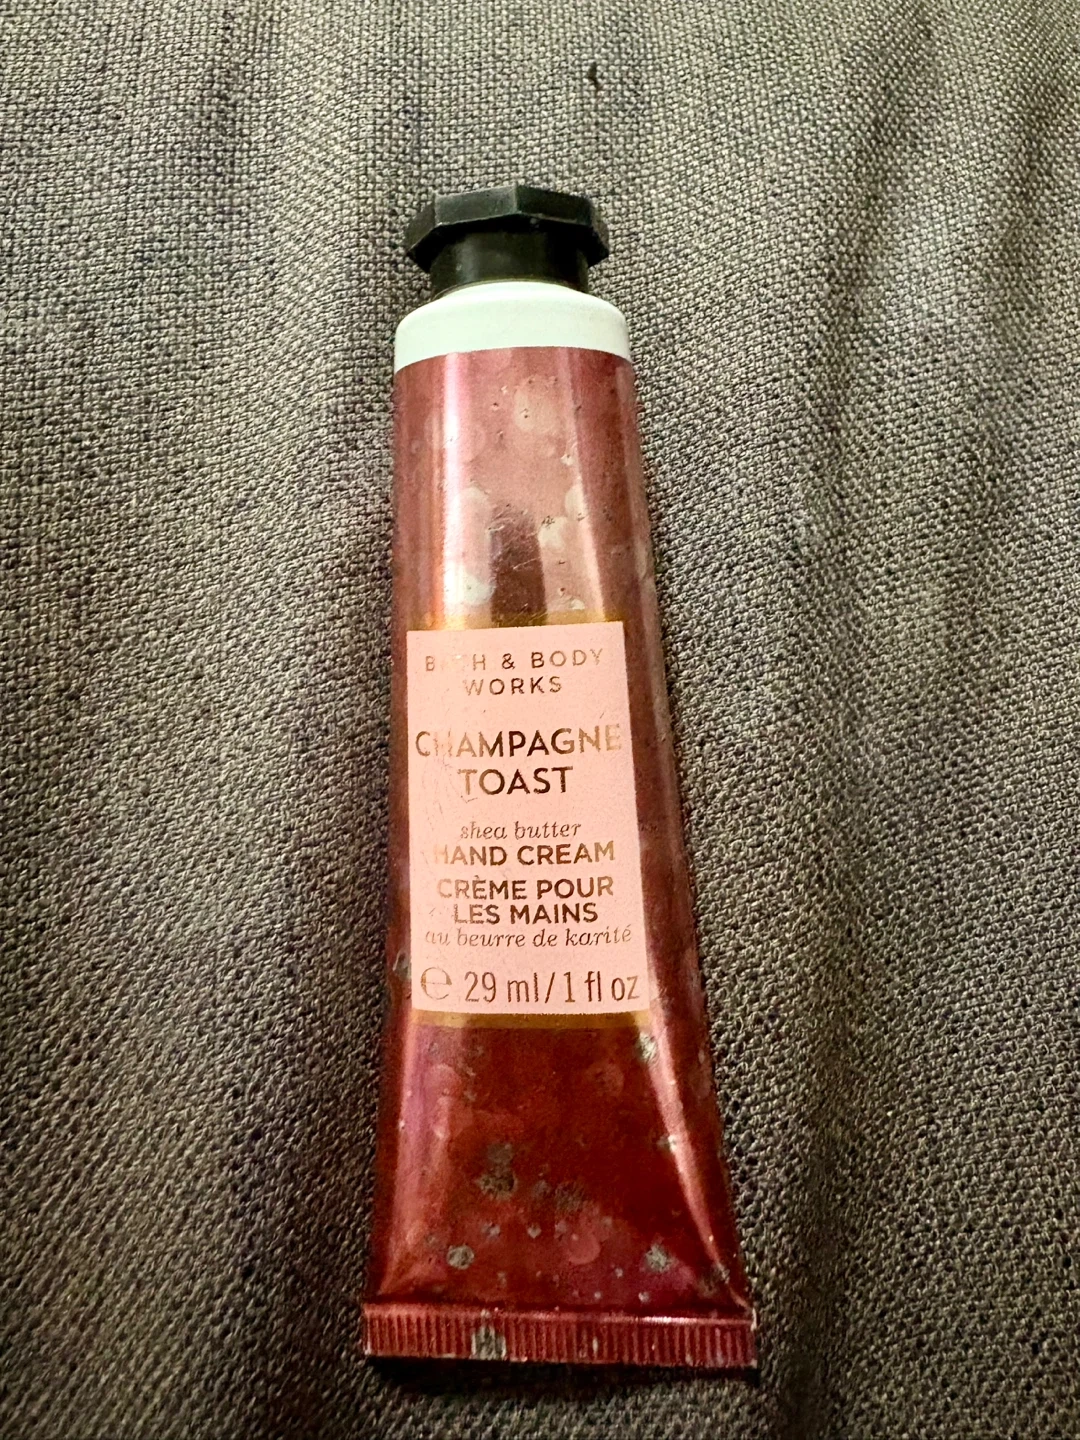 BATH & BODY
WORKS
CHAMPAGNE
TOAST
shea butter
HAND CREAM
CRÈME POUR
LES MAINS
au beurre de karité
℮ 29 ml/1 fl oz